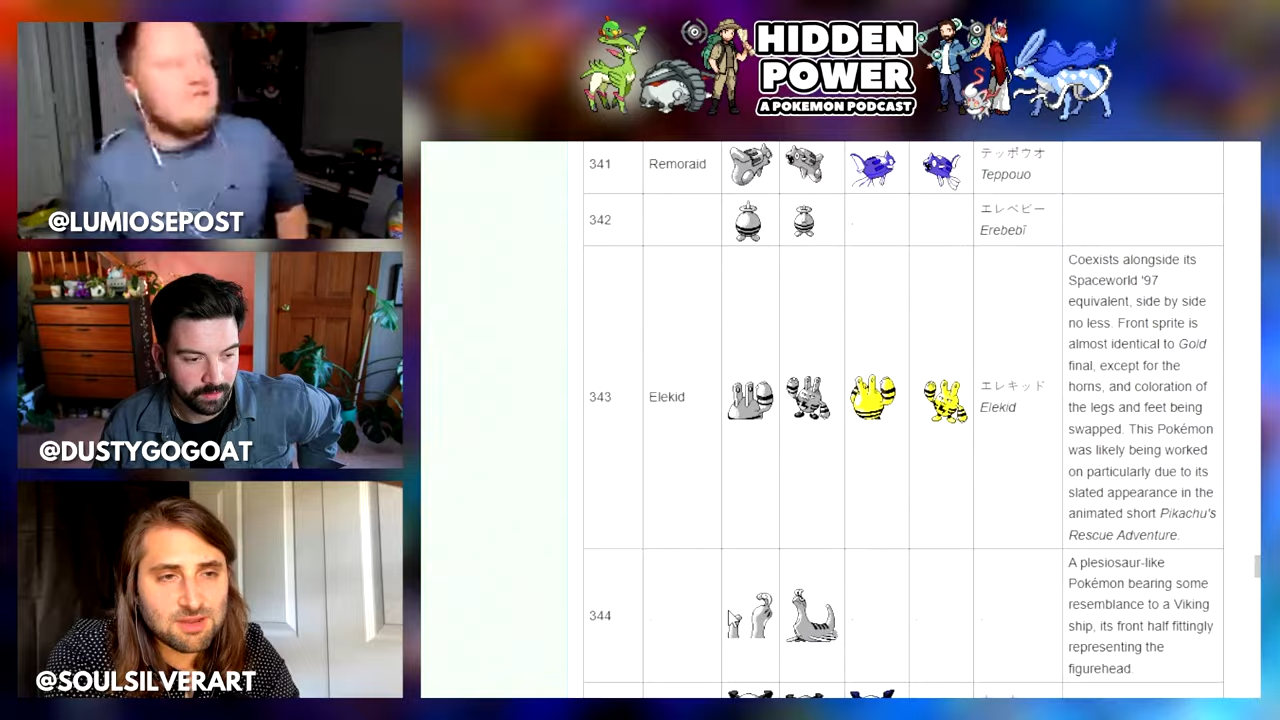 HIDDEN
POWER
A POKEMON PODCAST
@LUMIOSEPOST
@DUSTYGOGOAT
@SOULSILVERART
341
Remoraid
テッポウオ
Teppouo
342
エレベビー
Erebebī
343
Elekid
エレキッド
Elekid
Coexists alongside its
Spaceworld '97
equivalent, side by side
no less. Front sprite is
almost identical to Gold
final, except for the
horns, and coloration of
the legs and feet being
swapped. This Pokémon
was likely being worked
on particularly due to its
slated appearance in the
animated short Pikachu's
Rescue Adventure.
344
A plesiosaur-like
Pokémon bearing some
resemblance to a Viking
ship, its front half fittingly
representing the
figurehead.